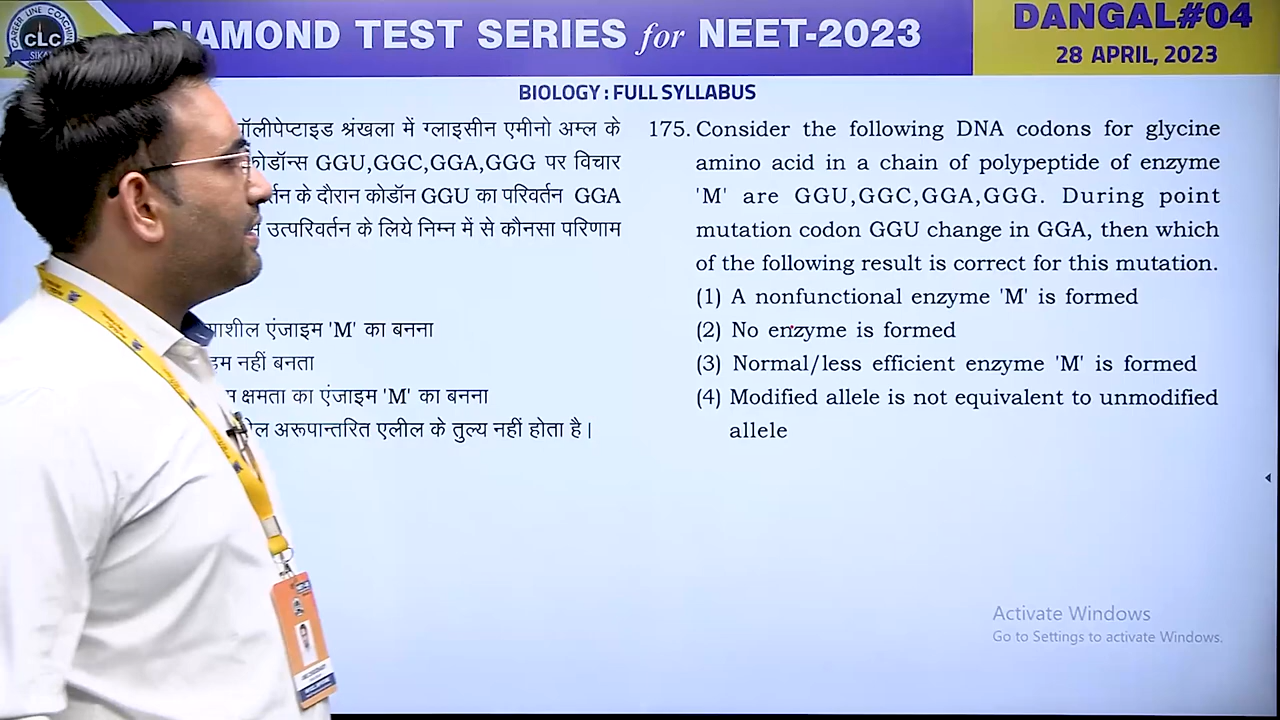 CAREER LINE COACHING
CLC
SIKAR
DIAMOND TEST SERIES for NEET-2023
DANGAL#04
28 APRIL, 2023
BIOLOGY : FULL SYLLABUS
श्रंखला में ग्लाइसीन एमीनो अम्ल के
GGU,GGC,GGA,GGG पर विचार
के दौरान कोडॉन GGU का परिवर्तन GGA
उत्परिवर्तन के लिये निम्न में से कौनसा परिणाम
एंजाइम 'M' का बनना
नहीं बनता
क्षमता का एंजाइम 'M' का बनना
अरूपान्तरित एलील के तुल्य नहीं होता है।
175. Consider the following DNA codons for glycine
amino acid in a chain of polypeptide of enzyme
'M' are GGU,GGC,GGA,GGG. During point
mutation codon GGU change in GGA, then which
of the following result is correct for this mutation.
(1) A nonfunctional enzyme 'M' is formed
(2) No enzyme is formed
(3) Normal/less efficient enzyme 'M' is formed
(4) Modified allele is not equivalent to unmodified
allele
Activate Windows
Go to Settings to activate Windows.